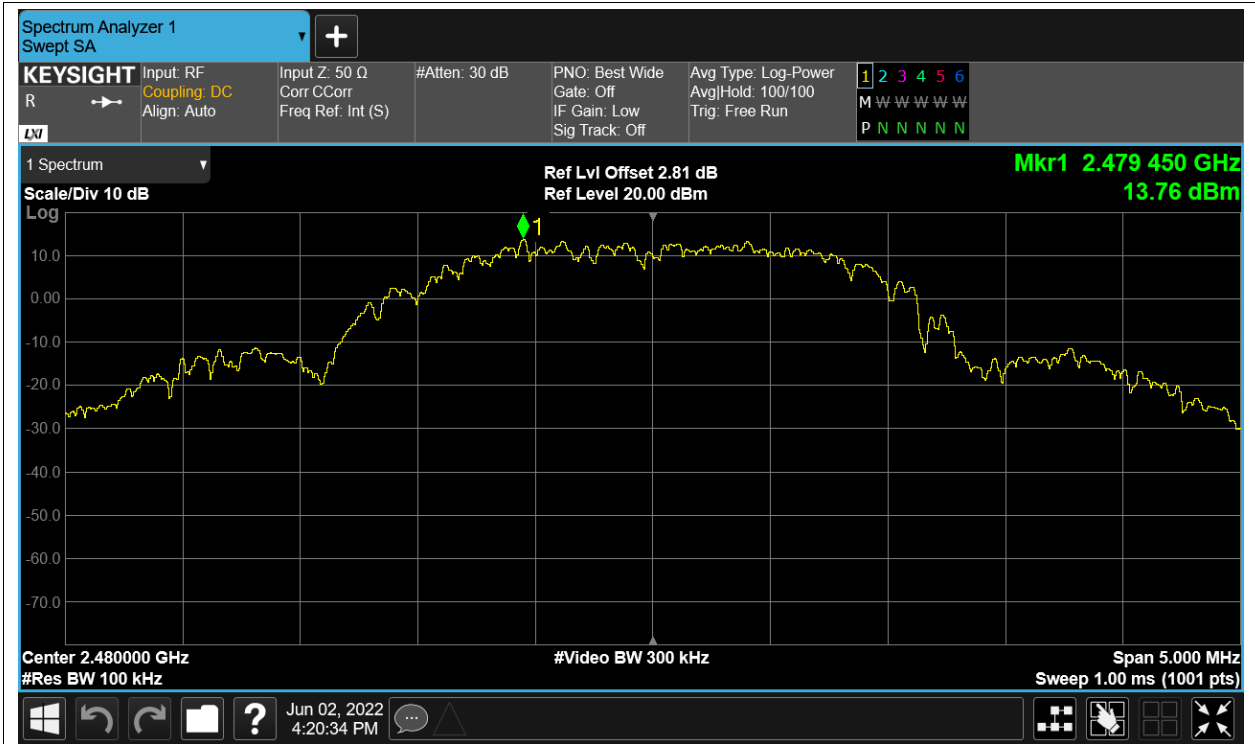 Spectrum Analyzer 1
Swept SA
KEYSIGHT
R
LXI
Input: RF
Coupling: DC
Align: Auto
Input Z: 50 Ω
Corr CCorr
Freq Ref: Int (S)
#Atten: 30 dB
PNO: Best Wide
Gate: Off
IF Gain: Low
Sig Track: Off
Avg Type: Log-Power
Avg|Hold: 100/100
Trig: Free Run
1 2 3 4 5 6
M W W W W W W
P N N N N N N
1 Spectrum
Scale/Div 10 dB
Log
Ref Lvl Offset 2.81 dB
Ref Level 20.00 dBm
Mkr1 2.479 450 GHz
13.76 dBm
1
10.0
0.00
-10.0
-20.0
-30.0
-40.0
-50.0
-60.0
-70.0
Center 2.480000 GHz
#Res BW 100 kHz
#Video BW 300 kHz
Span 5.000 MHz
Sweep 1.00 ms (1001 pts)
?
Jun 02, 2022
4:20:34 PM